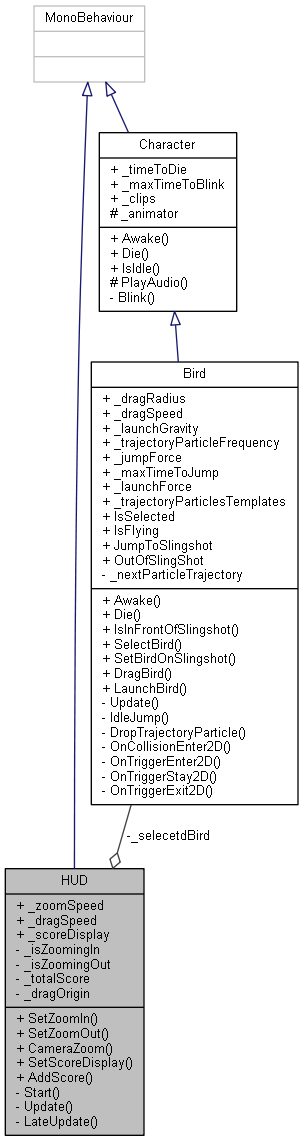 MonoBehaviour
Character
+ _timeToDie
+ _maxTimeToBlink
+ _clips
# _animator
+ Awake()
+ Die()
+ IsIdle()
# PlayAudio()
- Blink()
Bird
+ _dragRadius
+ _dragSpeed
+ _launchGravity
+ _trajectoryParticleFrequency
+ _jumpForce
+ _maxTimeToJump
+ _launchForce
+ _trajectoryParticlesTemplates
+ IsSelected
+ IsFlying
+ JumpToSlingshot
+ OutOfSlingShot
- _nextParticleTrajectory
+ Awake()
+ Die()
+ IsInFrontOfSlingshot()
+ SelectBird()
+ SetBirdOnSlingshot()
+ DragBird()
+ LaunchBird()
- Update()
- IdleJump()
- DropTrajectoryParticle()
- OnCollisionEnter2D()
- OnTriggerEnter2D()
- OnTriggerStay2D()
- OnTriggerExit2D()
-_selecetdBird
HUD
+ _zoomSpeed
+ _dragSpeed
+ _scoreDisplay
- _isZoomingIn
- _isZoomingOut
- _totalScore
- _dragOrigin
+ SetZoomIn()
+ SetZoomOut()
+ CameraZoom()
+ SetScoreDisplay()
+ AddScore()
- Start()
- Update()
- LateUpdate()